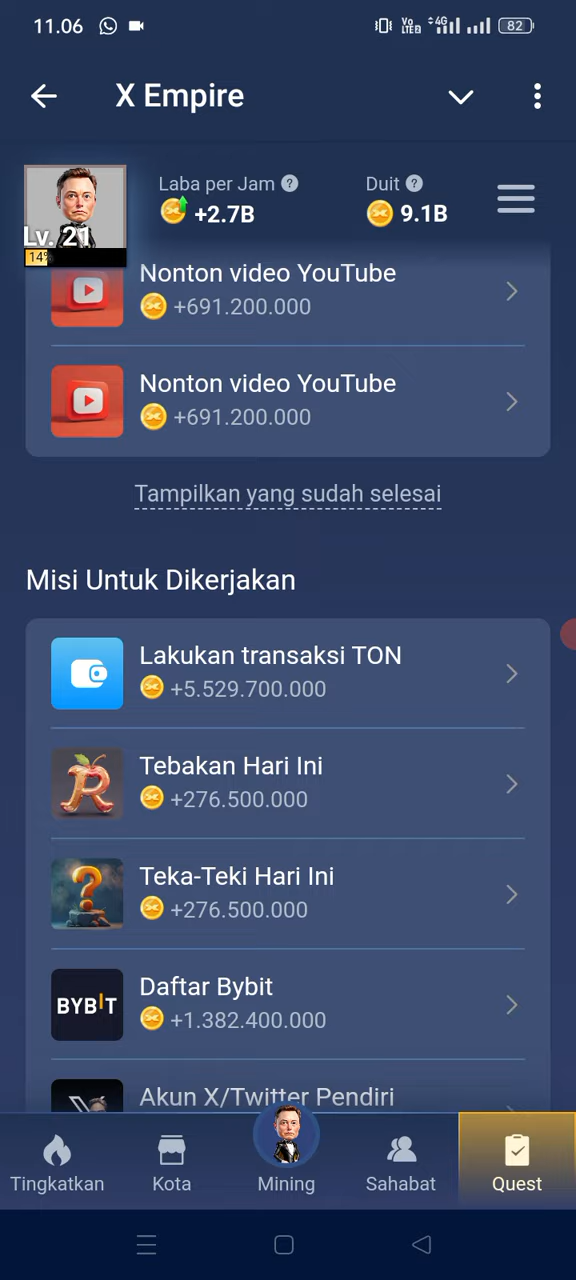 11.06
Vo LTE2 4G 82
X Empire
Laba per Jam ?
+2.7B
Duit ?
9.1B
Lv. 21
14%
Nonton video YouTube
+691.200.000
Nonton video YouTube
+691.200.000
Tampilkan yang sudah selesai
Misi Untuk Dikerjakan
Lakukan transaksi TON
+5.529.700.000
Tebakan Hari Ini
+276.500.000
Teka-Teki Hari Ini
+276.500.000
BYBIT
Daftar Bybit
+1.382.400.000
Akun X/Twitter Pendiri
Tingkatkan
Kota
Mining
Sahabat
Quest